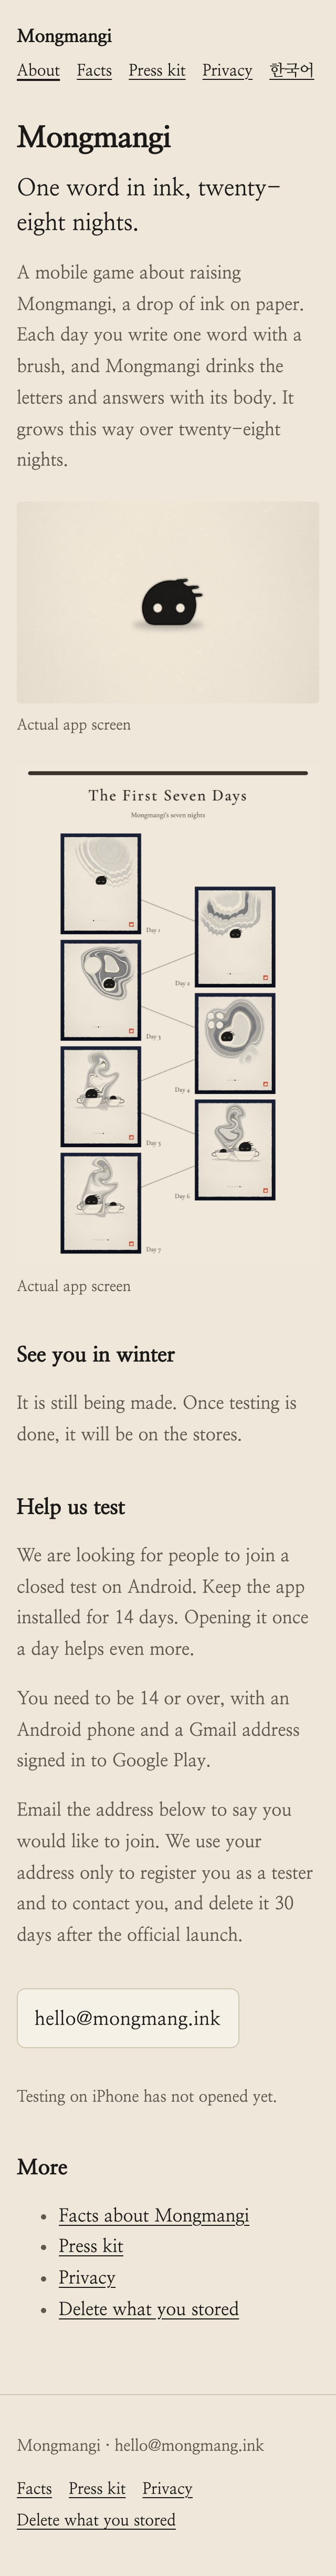 Mongmangi
About Facts Press kit Privacy 한국어
Mongmangi
One word in ink, twenty-
eight nights.
A mobile game about raising
Mongmangi, a drop of ink on paper.
Each day you write one word with a
brush, and Mongmangi drinks the
letters and answers with its body. It
grows this way over twenty-eight
nights.
Actual app screen
The First Seven Days
Mongmangi's seven nights
Day 1
Day 2
Day 3
Day 4
Day 5
Day 6
Day 7
Actual app screen
See you in winter
It is still being made. Once testing is
done, it will be on the stores.
Help us test
We are looking for people to join a
closed test on Android. Keep the app
installed for 14 days. Opening it once
a day helps even more.
You need to be 14 or over, with an
Android phone and a Gmail address
signed in to Google Play.
Email the address below to say you
would like to join. We use your
address only to register you as a tester
and to contact you, and delete it 30
days after the official launch.
hello@mongmang.ink
Testing on iPhone has not opened yet.
More
Facts about Mongmangi
Press kit
Privacy
Delete what you stored
Mongmangi · hello@mongmang.ink
Facts Press kit Privacy
Delete what you stored